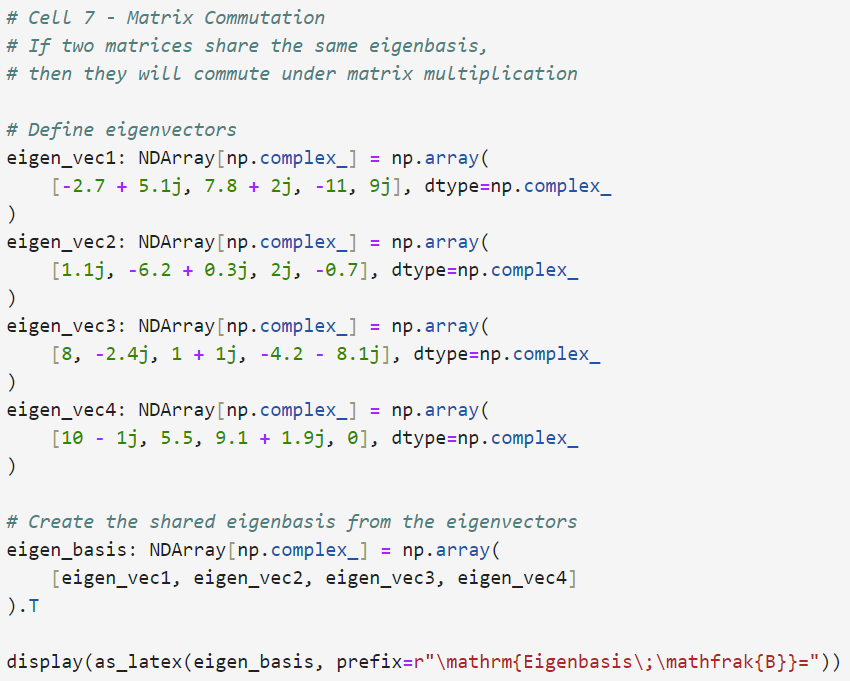 # Cell 7 - Matrix Commutation
# If two matrices share the same eigenbasis,
# then they will commute under matrix multiplication

# Define eigenvectors
eigen_vec1: NDArray[np.complex_] = np.array(
    [-2.7 + 5.1j, 7.8 + 2j, -11, 9j], dtype=np.complex_
)
eigen_vec2: NDArray[np.complex_] = np.array(
    [1.1j, -6.2 + 0.3j, 2j, -0.7], dtype=np.complex_
)
eigen_vec3: NDArray[np.complex_] = np.array(
    [8, -2.4j, 1 + 1j, -4.2 - 8.1j], dtype=np.complex_
)
eigen_vec4: NDArray[np.complex_] = np.array(
    [10 - 1j, 5.5, 9.1 + 1.9j, 0], dtype=np.complex_
)

# Create the shared eigenbasis from the eigenvectors
eigen_basis: NDArray[np.complex_] = np.array(
    [eigen_vec1, eigen_vec2, eigen_vec3, eigen_vec4]
).T

display(as_latex(eigen_basis, prefix=r"\mathrm{Eigenbasis\;\mathfrak{B}}="))